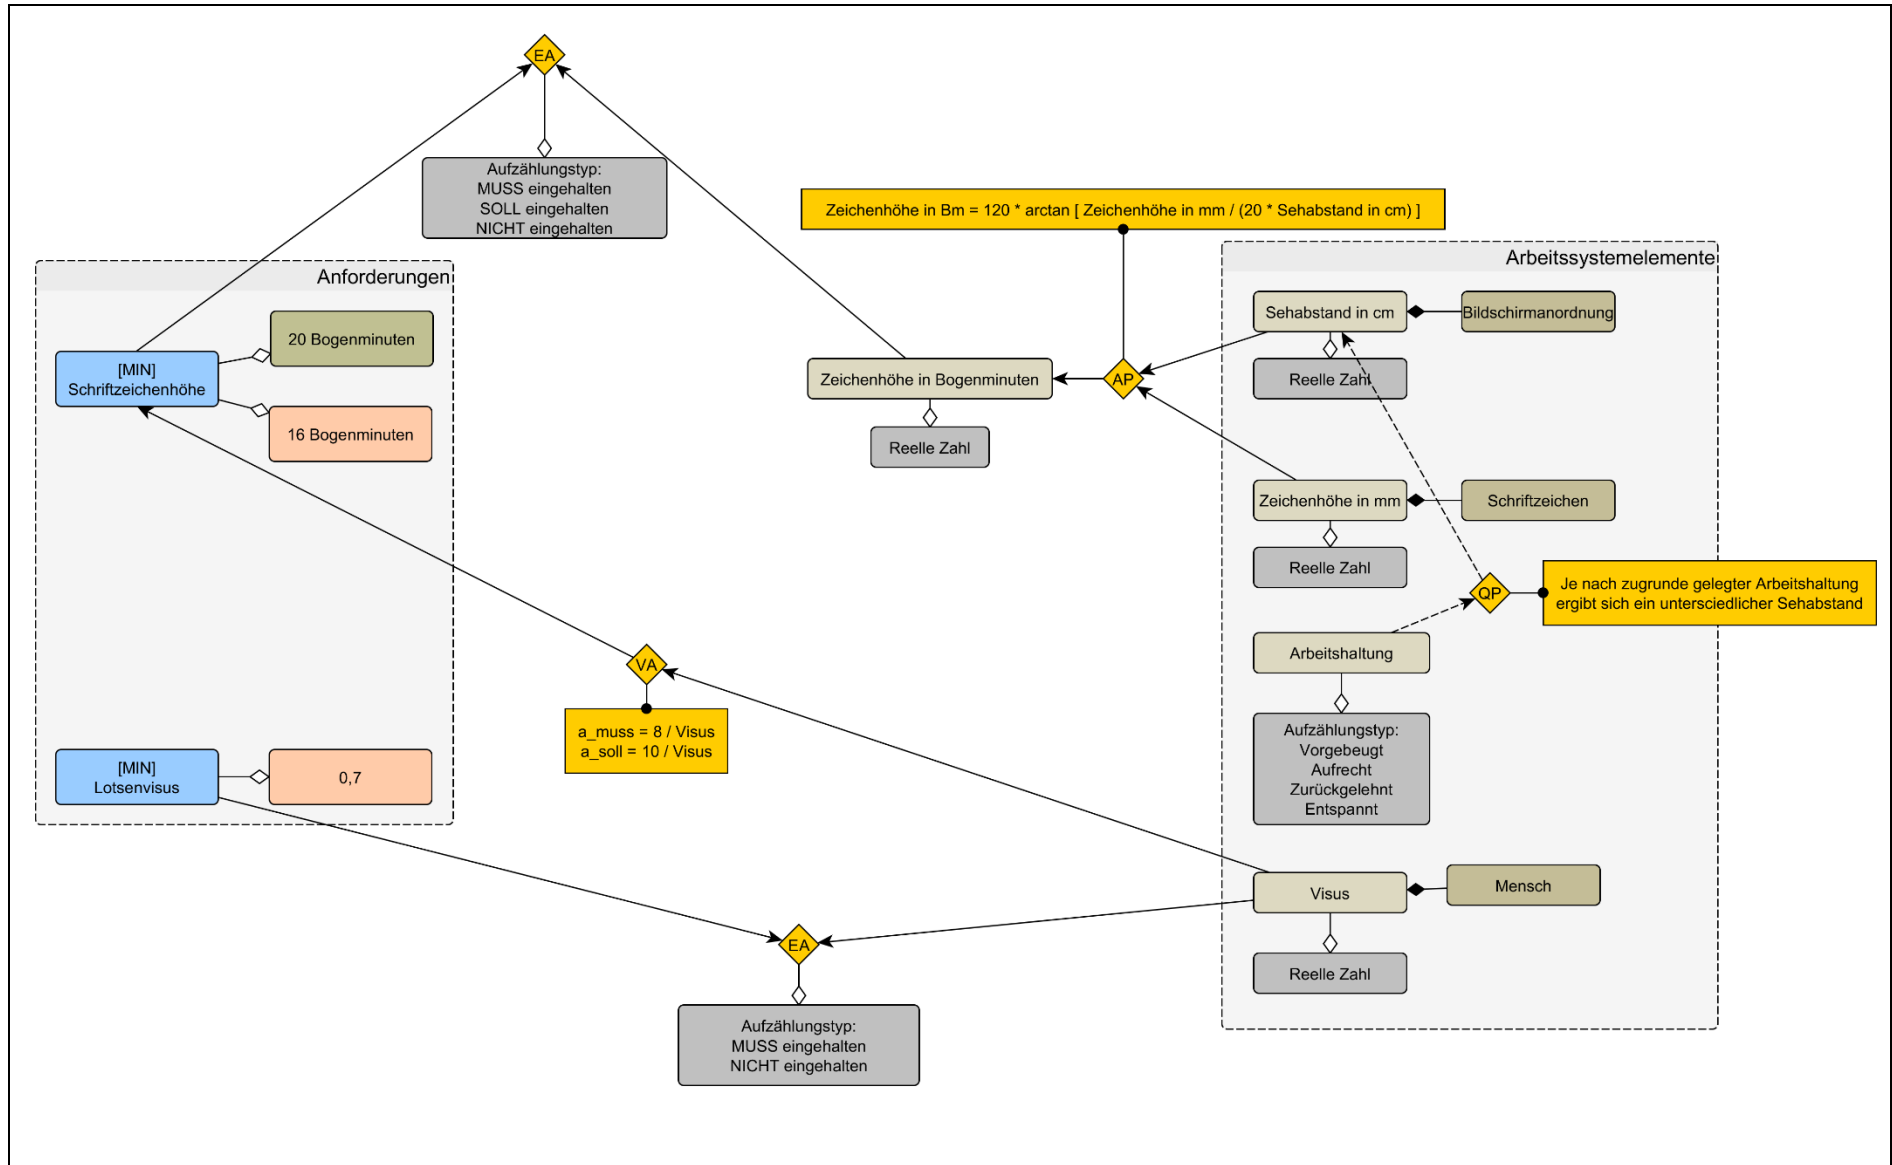 EA
Aufzählungstyp:
MUSS eingehalten
SOLL eingehalten
NICHT eingehalten
Zeichenhöhe in Bm = 120 * arctan [ Zeichenhöhe in mm / (20 * Sehabstand in cm) ]
Anforderungen
20 Bogenminuten
[MIN]
Schriftzeichenhöhe
16 Bogenminuten
Zeichenhöhe in Bogenminuten
Reelle Zahl
AP
Arbeitssystemelemente
Sehabstand in cm
Bildschirmanordnung
Reelle Zahl
Zeichenhöhe in mm
Schriftzeichen
Reelle Zahl
QP
Je nach zugrunde gelegter Arbeitshaltung
ergibt sich ein untersciedlicher Sehabstand
Arbeitshaltung
Aufzählungstyp:
Vorgebeugt
Aufrecht
Zurückgelehnt
Entspannt
VA
a_muss = 8 / Visus
a_soll = 10 / Visus
[MIN]
Lotsenvisus
0,7
Visus
Mensch
Reelle Zahl
EA
Aufzählungstyp:
MUSS eingehalten
NICHT eingehalten